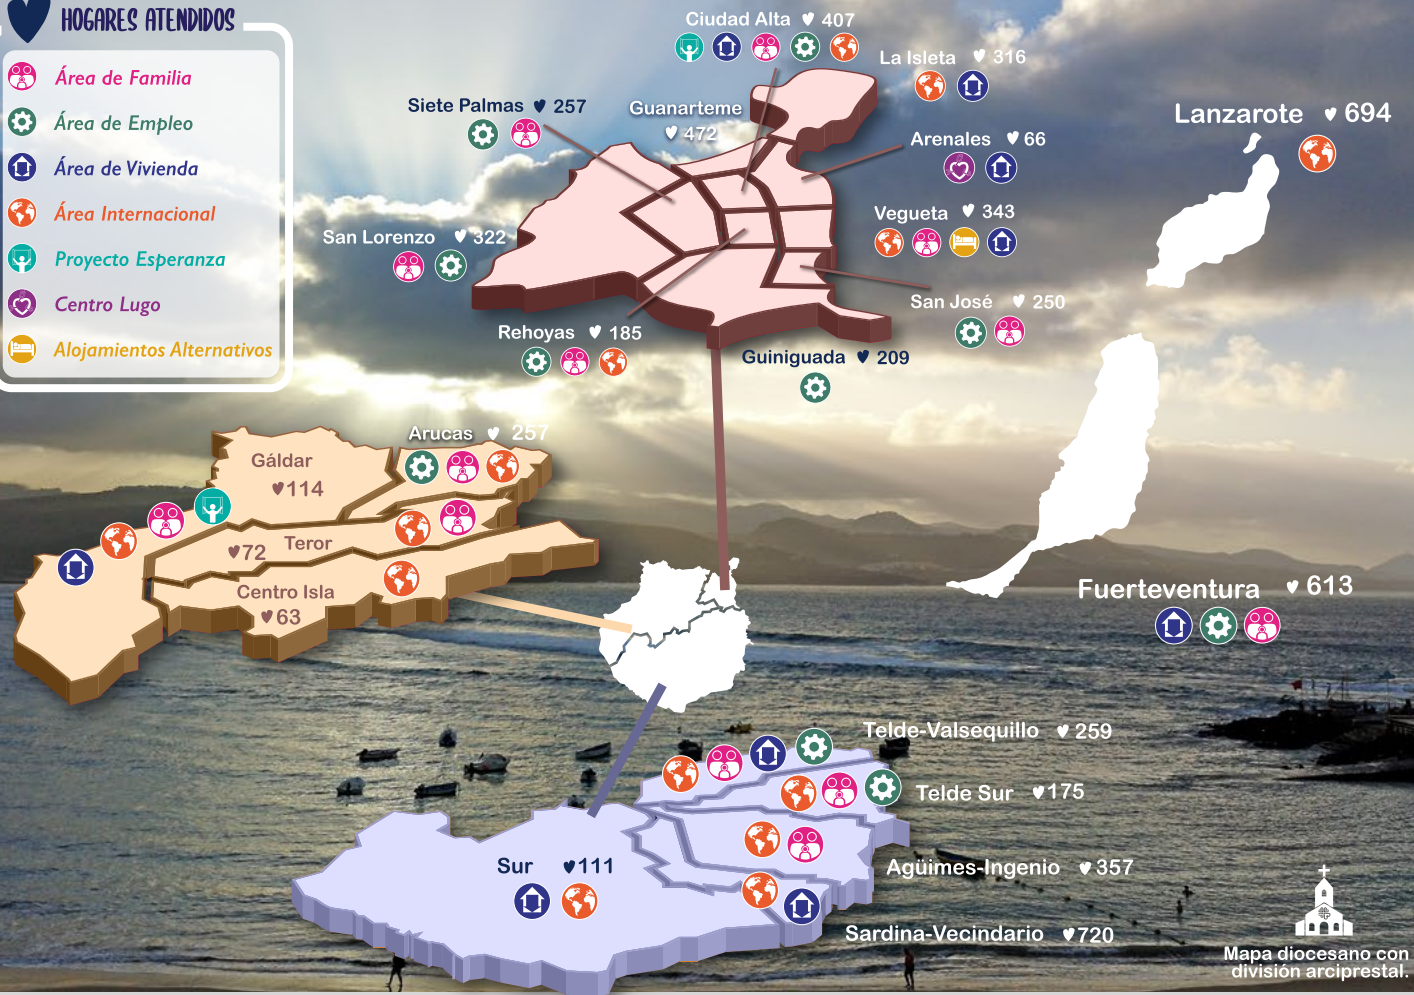 HOGARES ATENDIDOS
Área de Familia
Área de Empleo
Área de Vivienda
Área Internacional
Proyecto Esperanza
Centro Lugo
Alojamientos Alternativos
Ciudad Alta 407
La Isleta 316
Siete Palmas 257
Guanarteme
472
Arenales 66
Vegueta 343
San Lorenzo 322
San José 250
Rehoyas 185
Guiniguada 209
Lanzarote 694
Fuerteventura 613
Arucas 257
Gáldar
114
Teror
72
Centro Isla
63
Telde-Valsequillo 259
Telde Sur 175
Agüimes-Ingenio 357
Sur 111
Sardina-Vecindario 720
Mapa diocesano con
división arciprestal.